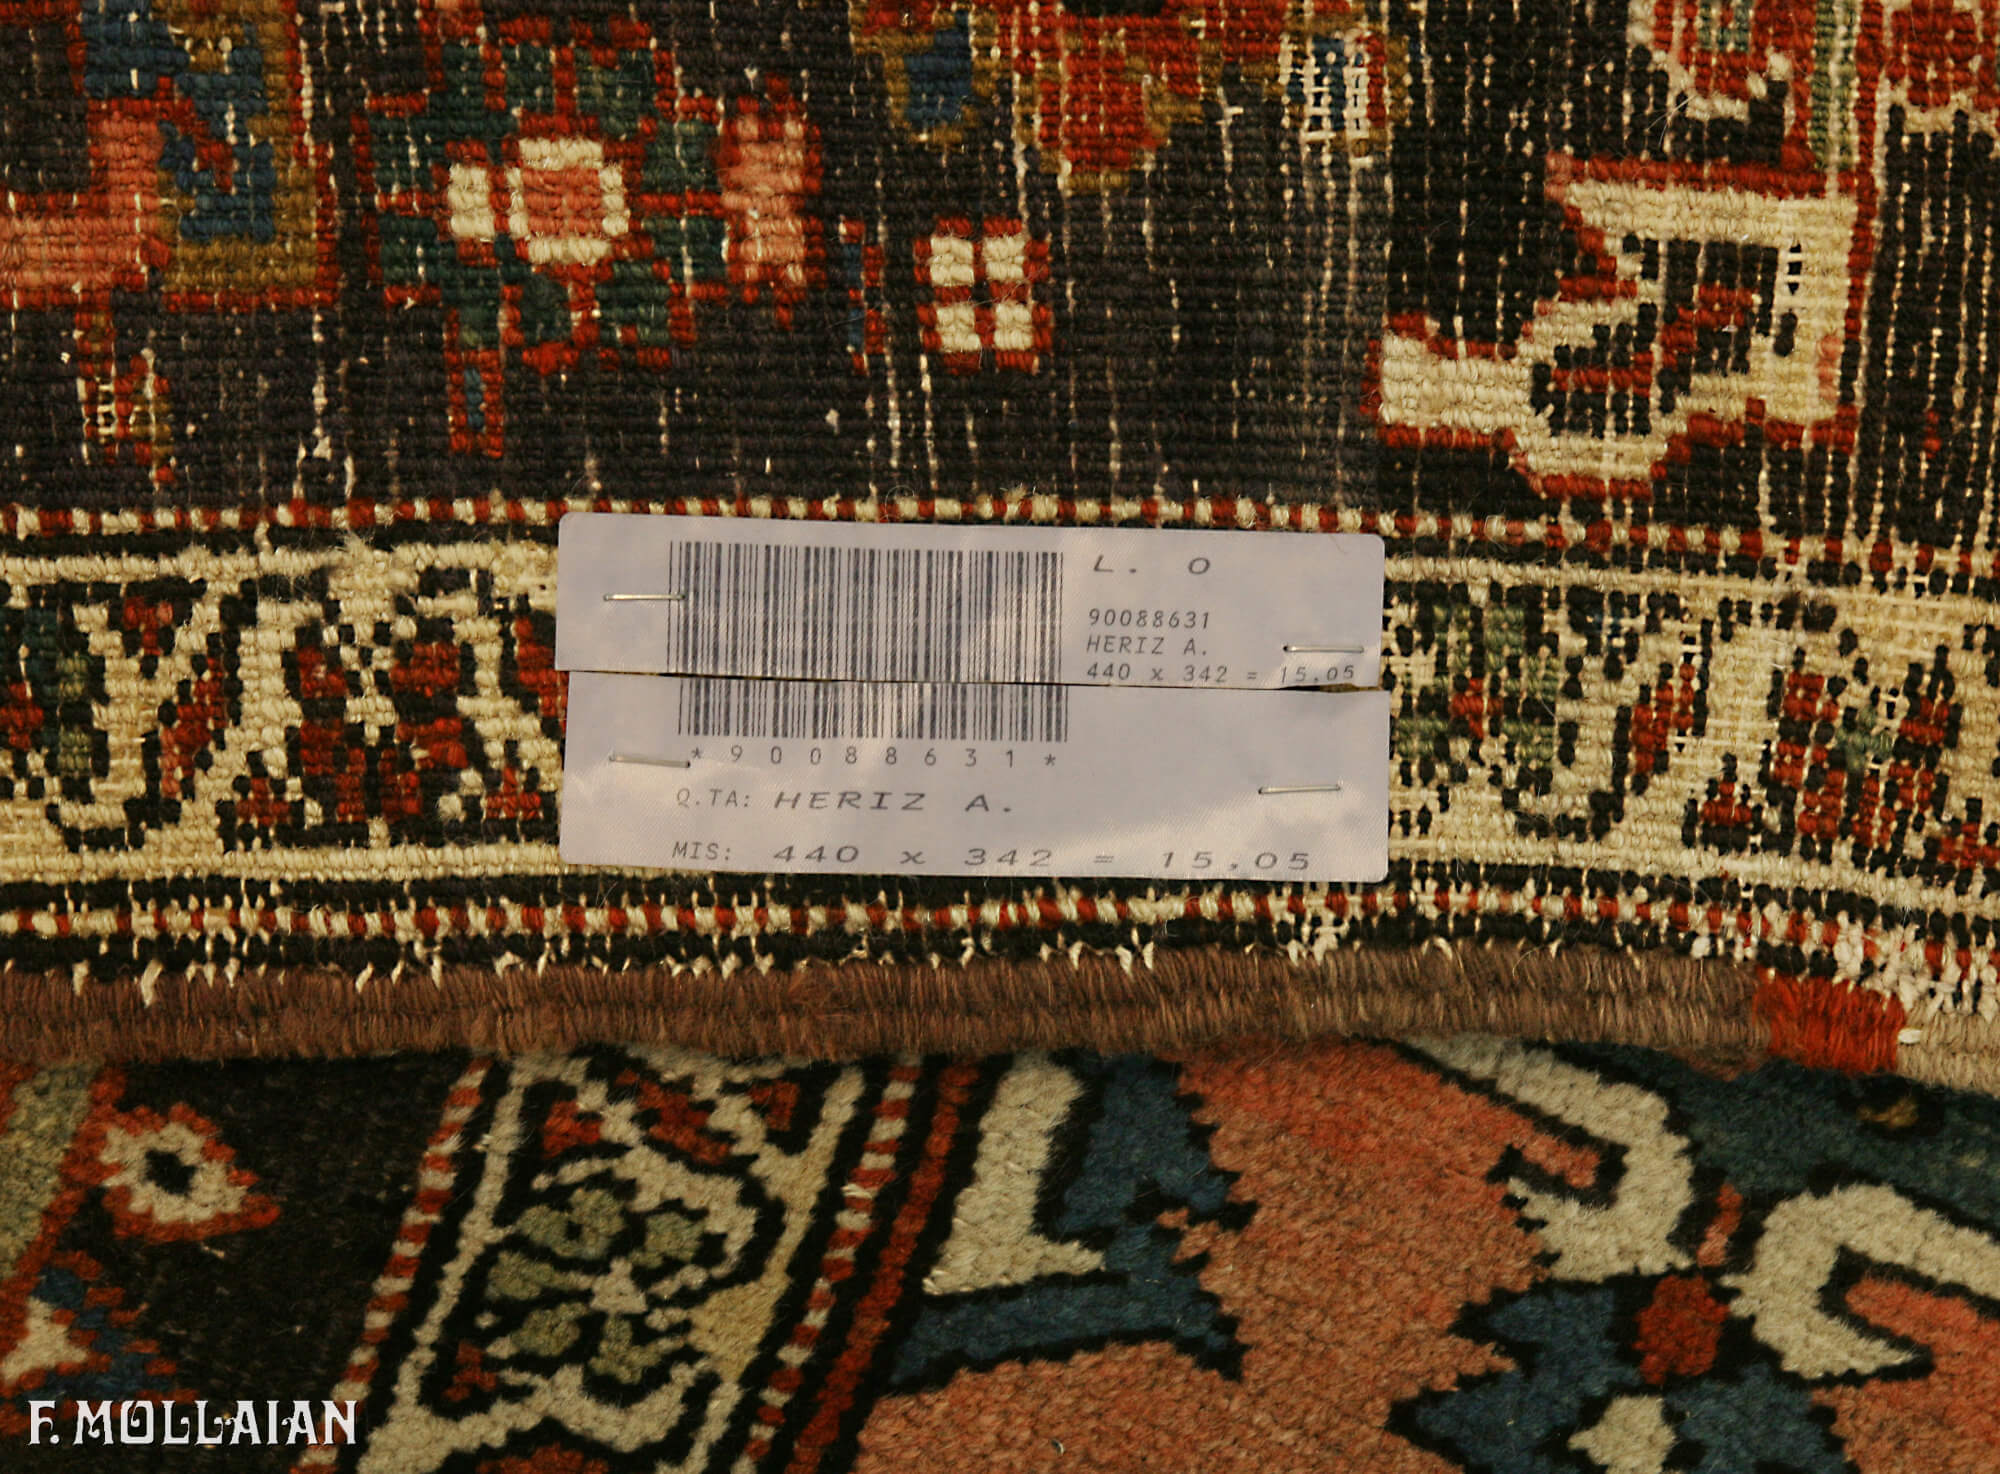 L. O
90088631
HERIZ A.
440 x 342 = 15,05
*90088631*
Q.TA: HERIZ A.
MIS: 440 x 342 = 15,05
F. MOLLAIAN